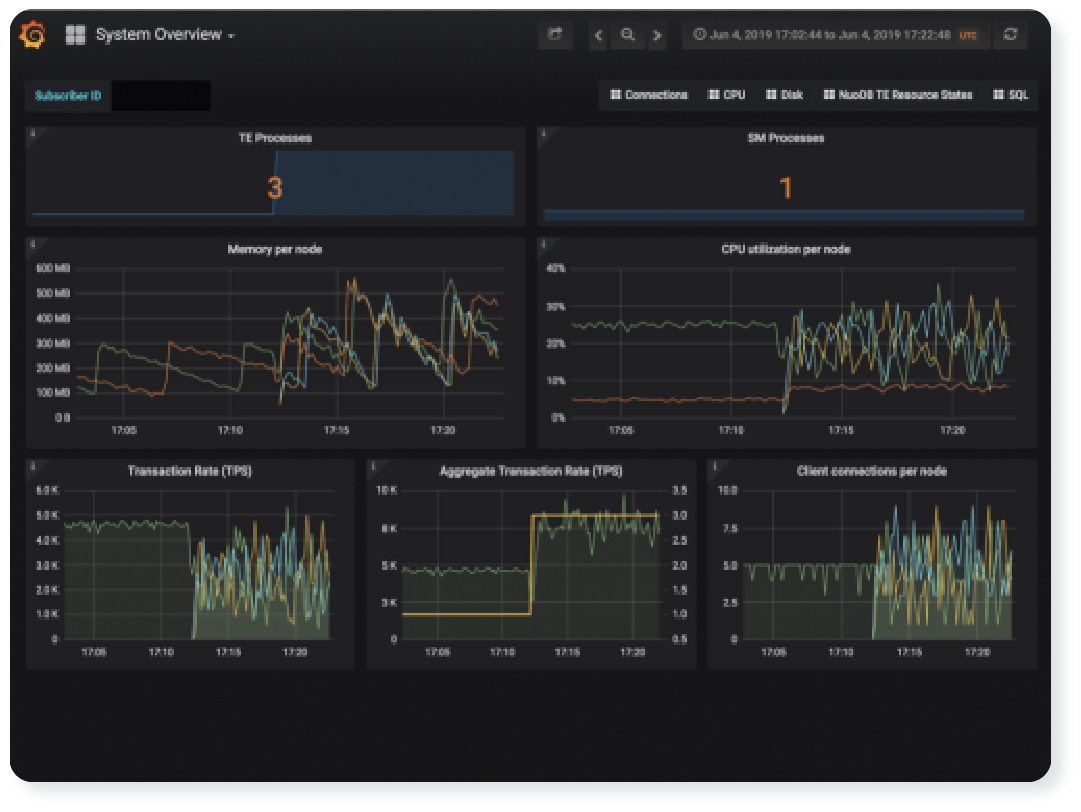 System Overview
Jun 4, 2019 17:02:44 to Jun 4, 2019 17:22:48 UTC
Subscriber ID
Connections CPU Disk NuoDB TE Resource States SQL
TE Processes
3
SM Processes
1
Memory per node
600 MB
500 MB
400 MB
300 MB
200 MB
100 MB
0 B
17:05 17:10 17:15 17:20
CPU utilization per node
40%
30%
20%
10%
0%
17:05 17:10 17:15 17:20
Transaction Rate (TPS)
6.0 K
5.0 K
4.0 K
3.0 K
2.0 K
1.0 K
0
17:05 17:10 17:15 17:20
Aggregate Transaction Rate (TPS)
10 K 3.5
8 K 3.0
2.5
5 K 2.0
1.5
3 K 1.0
0 0.5
17:05 17:10 17:15 17:20
Client connections per node
10.0
7.5
5.0
2.5
0
17:05 17:10 17:15 17:20